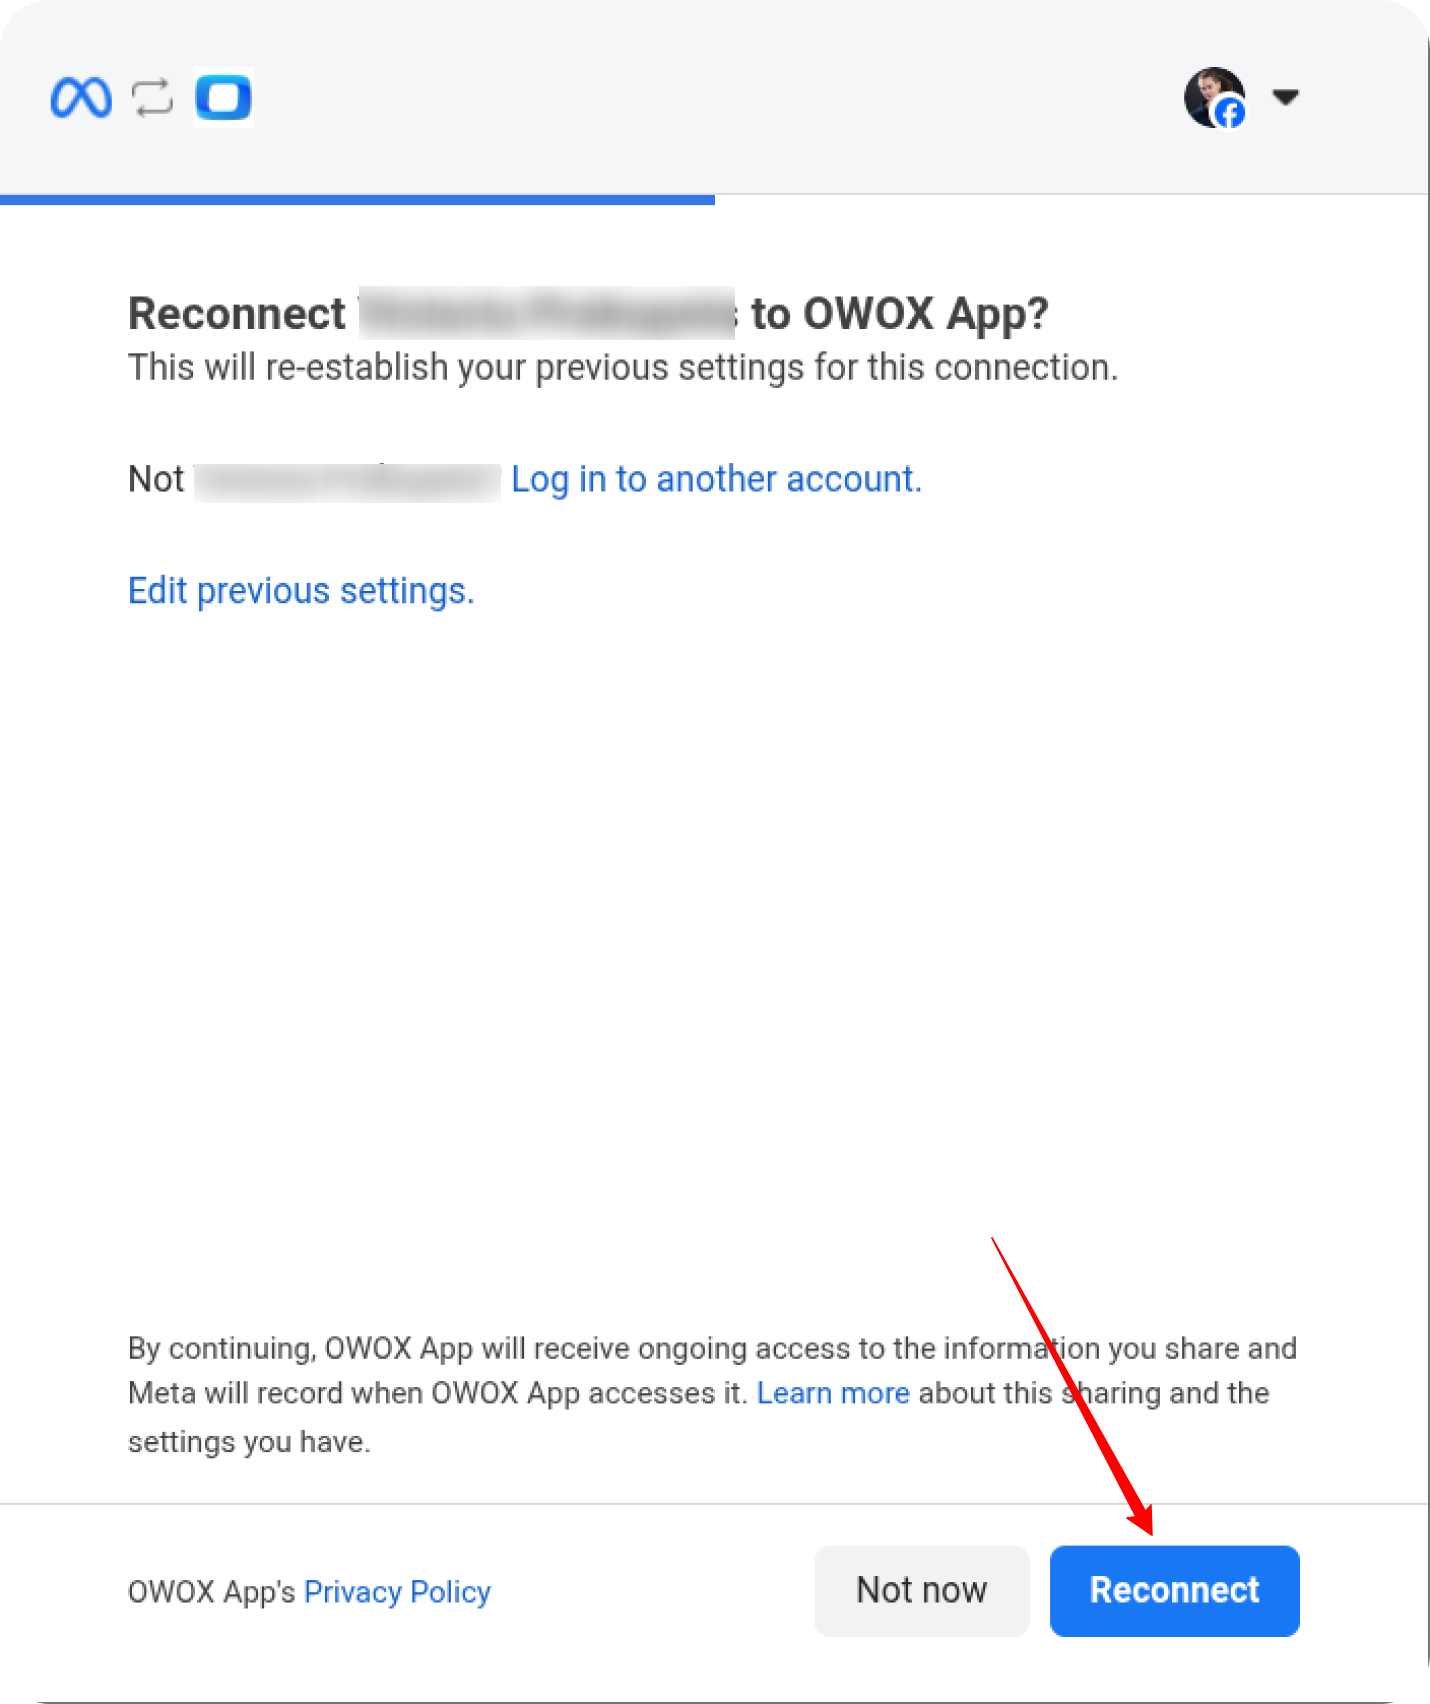 Reconnect to OWOX App?
This will re-establish your previous settings for this connection.
Not Log in to another account.
Edit previous settings.
By continuing, OWOX App will receive ongoing access to the information you share and
Meta will record when OWOX App accesses it. Learn more about this sharing and the
settings you have.
OWOX App's Privacy Policy
Not now
Reconnect